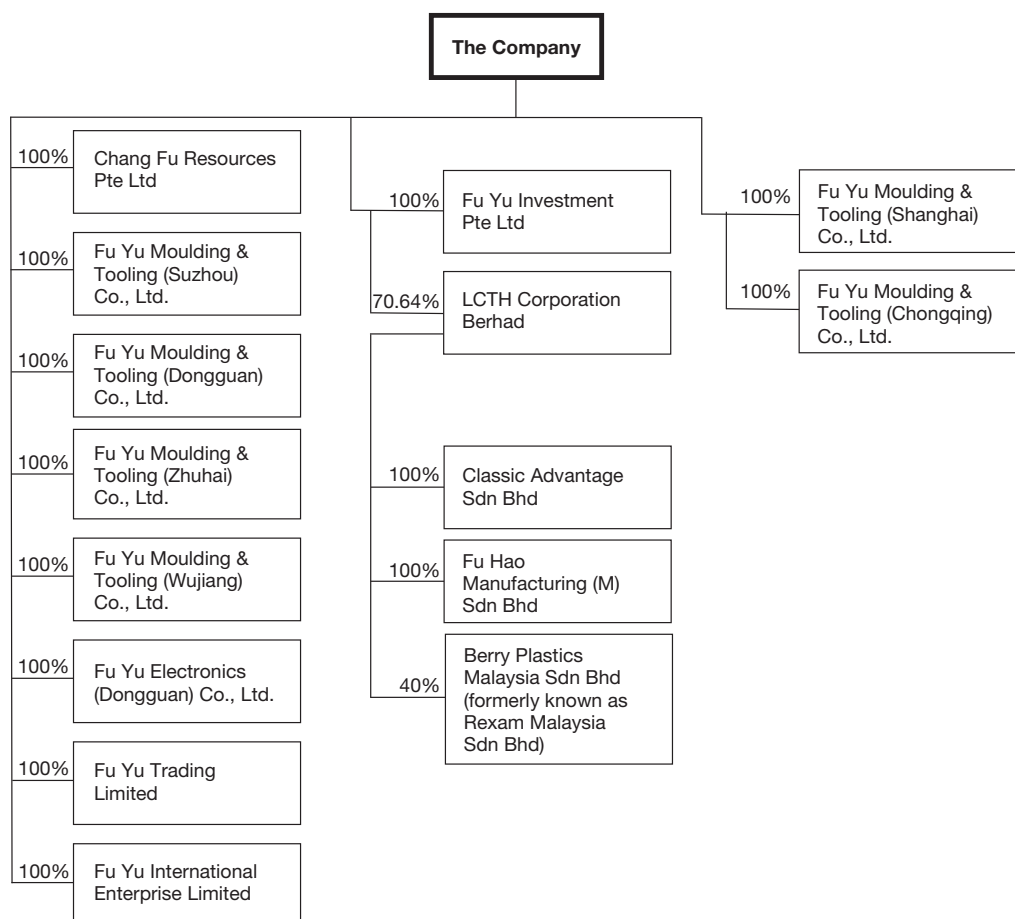 The Company
100%
Chang Fu Resources
Pte Ltd
100%
Fu Yu Moulding &
Tooling (Suzhou)
Co., Ltd.
100%
Fu Yu Moulding &
Tooling (Dongguan)
Co., Ltd.
100%
Fu Yu Moulding &
Tooling (Zhuhai)
Co., Ltd.
100%
Fu Yu Moulding &
Tooling (Wujiang)
Co., Ltd.
100%
Fu Yu Electronics
(Dongguan) Co., Ltd.
100%
Fu Yu Trading
Limited
100%
Fu Yu International
Enterprise Limited
100%
Fu Yu Investment
Pte Ltd
70.64%
LCTH Corporation
Berhad
100%
Classic Advantage
Sdn Bhd
100%
Fu Hao
Manufacturing (M)
Sdn Bhd
40%
Berry Plastics
Malaysia Sdn Bhd
(formerly known as
Rexam Malaysia
Sdn Bhd)
100%
Fu Yu Moulding &
Tooling (Shanghai)
Co., Ltd.
100%
Fu Yu Moulding &
Tooling (Chongqing)
Co., Ltd.